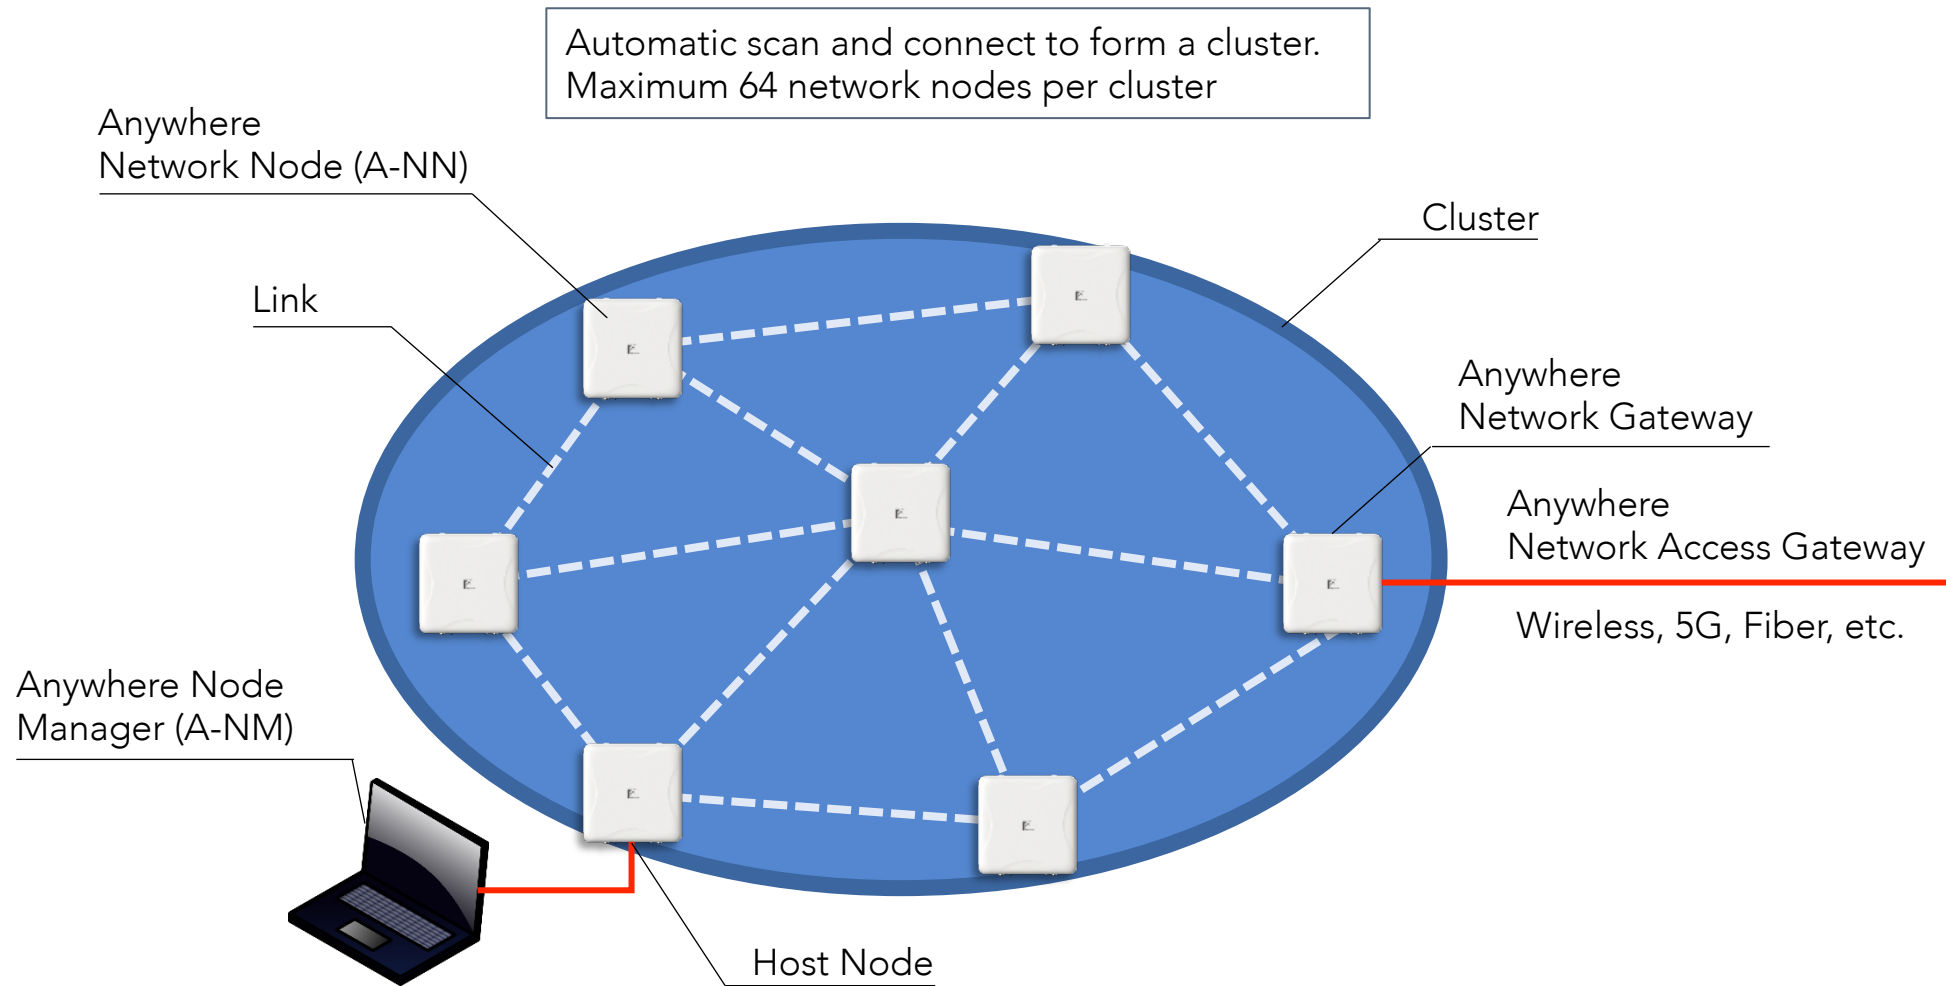 Automatic scan and connect to form a cluster.
Maximum 64 network nodes per cluster
Anywhere
Network Node (A-NN)
Cluster
Link
Anywhere
Network Gateway
Anywhere
Network Access Gateway
Wireless, 5G, Fiber, etc.
Anywhere Node
Manager (A-NM)
Host Node